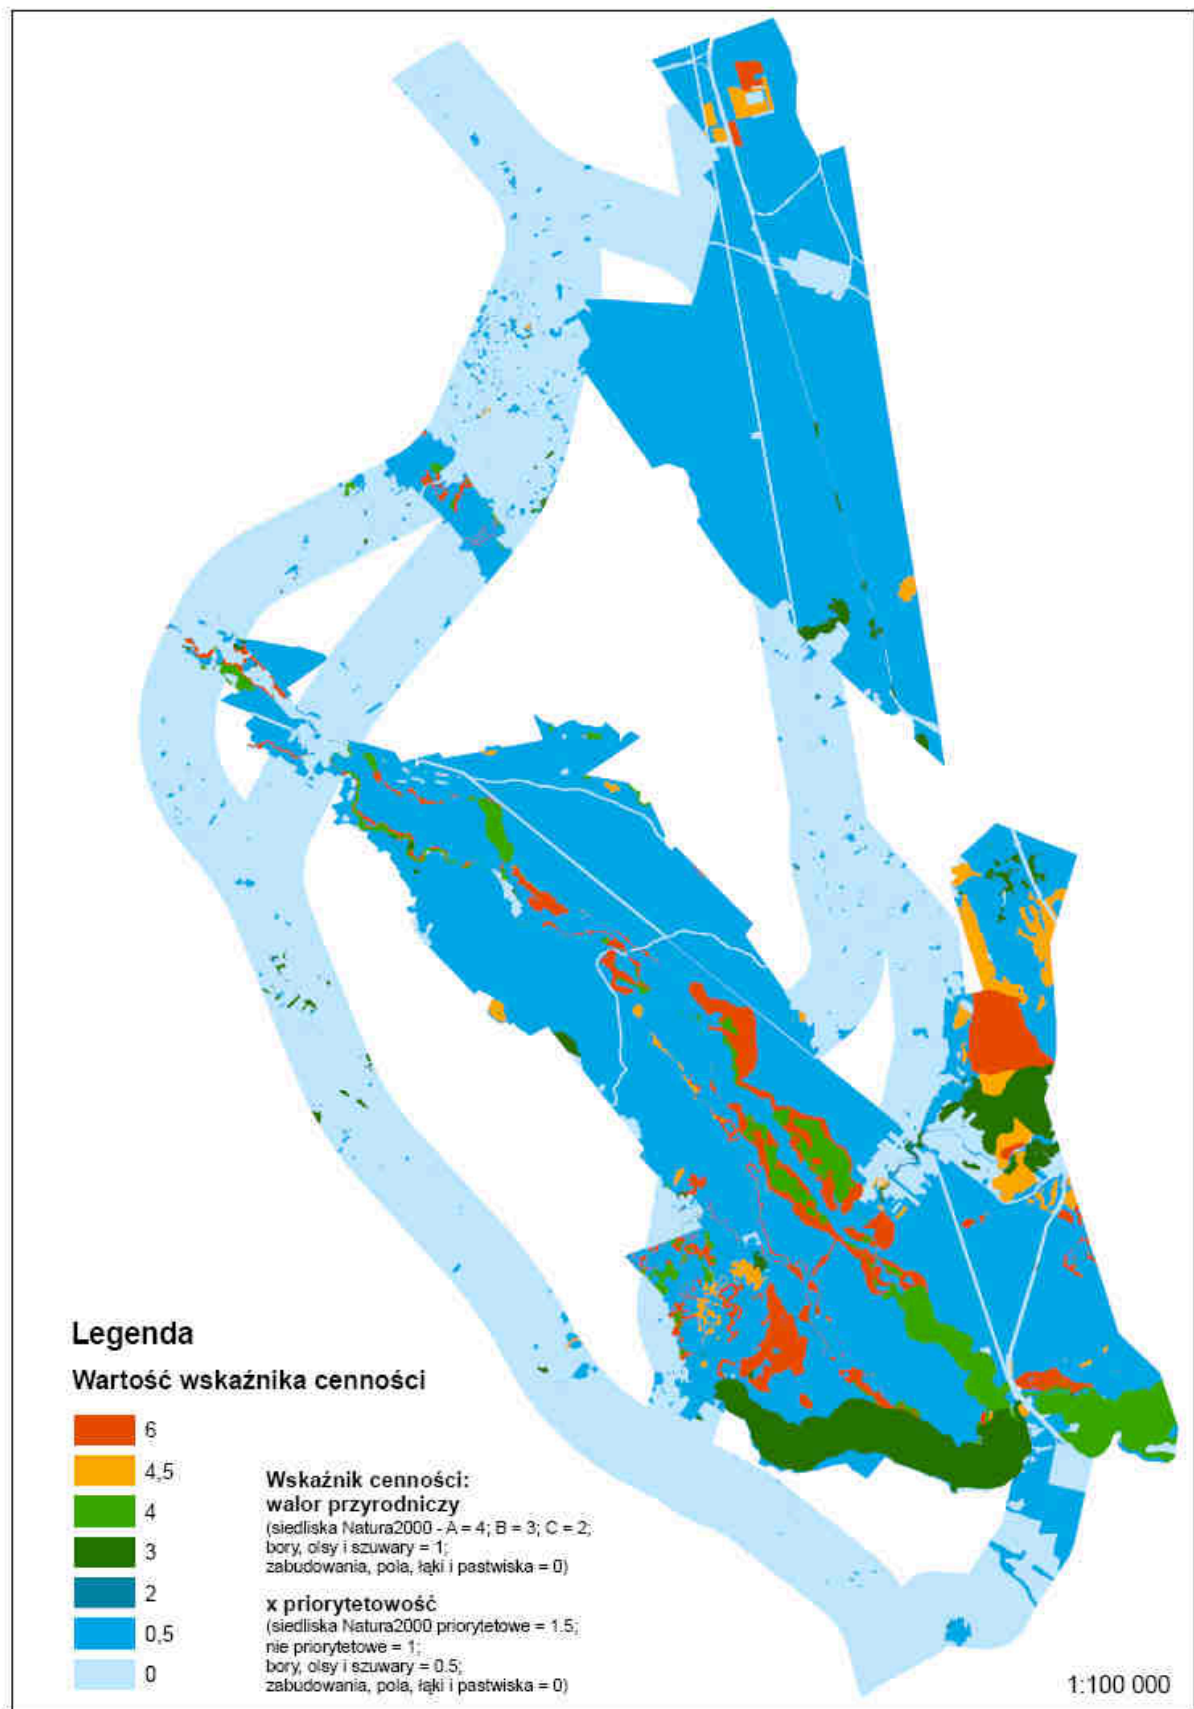 Legenda
Wartość wskaźnika cenności
6
4,5
4
3
2
0,5
0
Wskaźnik cenności:
walor przyrodniczy
(siedliska Natura2000 - A = 4; B = 3; C = 2;
bory, olsy i szuwary = 1;
zabudowania, pola, łąki i pastwiska = 0)
x priorytetowość
(siedliska Natura2000 priorytetowe = 1.5;
nie priorytetowe = 1;
bory, olsy i szuwary = 0.5;
zabudowania, pola, łąki i pastwiska = 0)
1:100 000